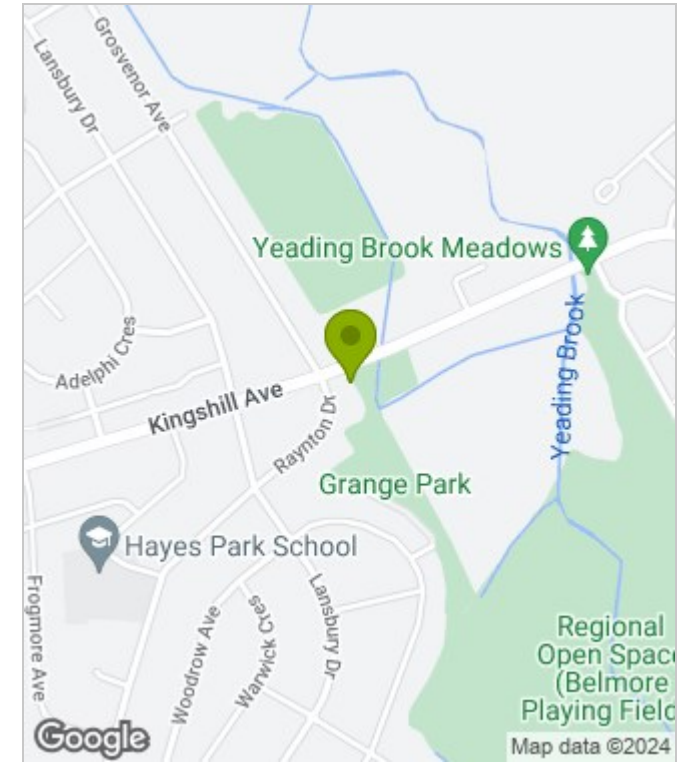 Lansbury Dr
Grosvenor Ave
Yeading Brook Meadows
Adelphi Cres
Kingshill Ave
Raynton Dr
Yeading Brook
Grange Park
Hayes Park School
Frogmore Ave
Woodrow Ave
Warwick Cres
Lansbury Dr
Regional
Open Space
(Belmore
Playing Field
Google
Map data ©2024